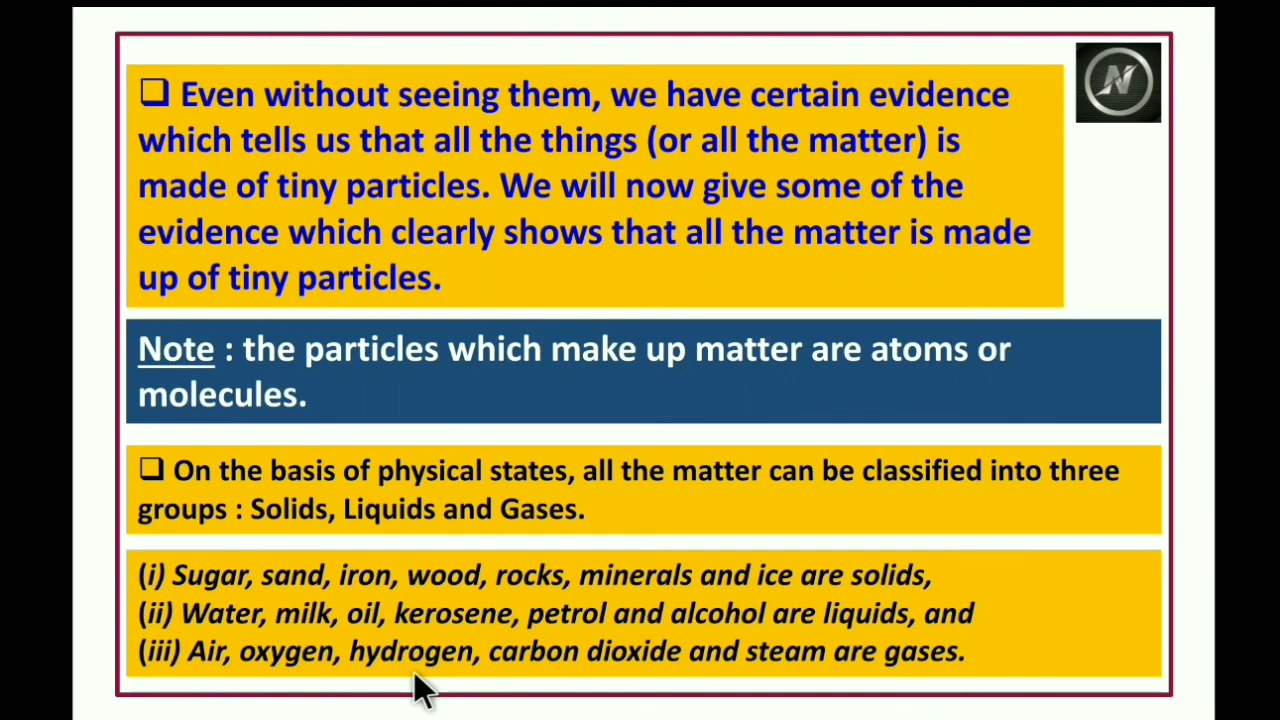 ❑ Even without seeing them, we have certain evidence
which tells us that all the things (or all the matter) is
made of tiny particles. We will now give some of the
evidence which clearly shows that all the matter is made
up of tiny particles.
Note : the particles which make up matter are atoms or
molecules.
❑ On the basis of physical states, all the matter can be classified into three
groups : Solids, Liquids and Gases.
(i) Sugar, sand, iron, wood, rocks, minerals and ice are solids,
(ii) Water, milk, oil, kerosene, petrol and alcohol are liquids, and
(iii) Air, oxygen, hydrogen, carbon dioxide and steam are gases.